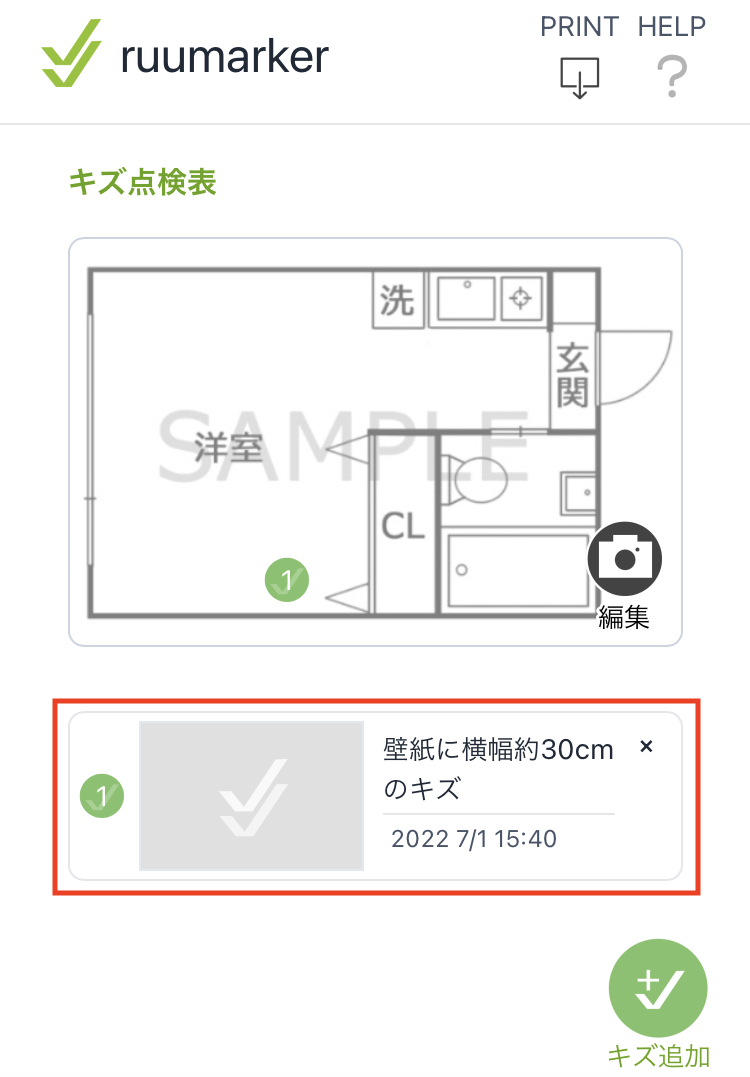 ruumarker
PRINT HELP
?
キズ点検表
洗
玄関
SAMPLE
洋室
CL
1
編集
1
壁紙に横幅約30cm
のキズ
×
2022 7/1 15:40
キズ追加